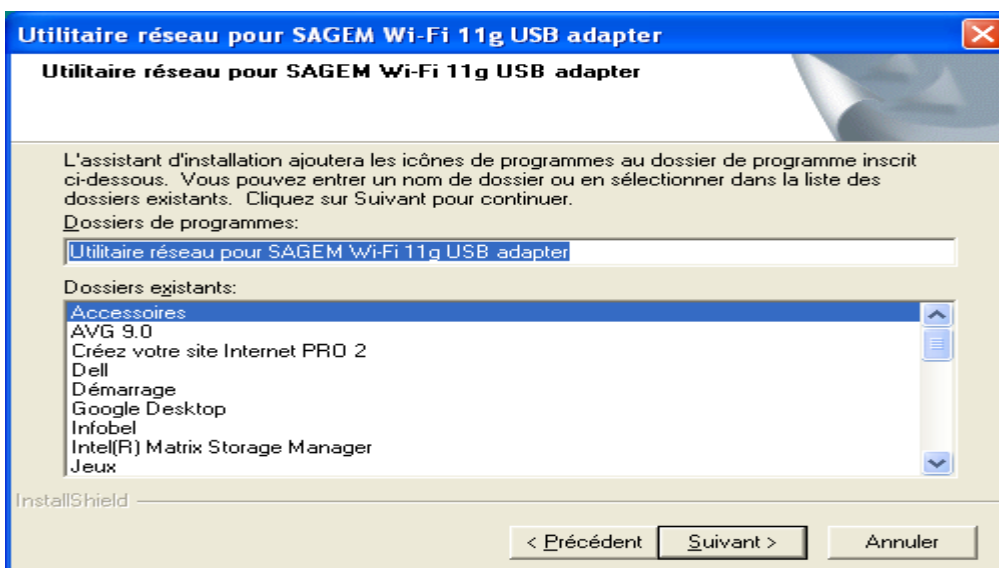 Utilitaire réseau pour SAGEM Wi-Fi 11g USB adapter
Utilitaire réseau pour SAGEM Wi-Fi 11g USB adapter
L'assistant d'installation ajoutera les icônes de programmes au dossier de programme inscrit
ci-dessous. Vous pouvez entrer un nom de dossier ou en sélectionner dans la liste des
dossiers existants. Cliquez sur Suivant pour continuer.
Dossiers de programmes:
Utilitaire réseau pour SAGEM Wi-Fi 11g USB adapter
Dossiers existants:
Accessoires
AVG 9.0
Créez votre site Internet PRO 2
Dell
Démarrage
Google Desktop
Infobel
Intel(R) Matrix Storage Manager
Jeux
InstallShield
< Précédent
Suivant >
Annuler